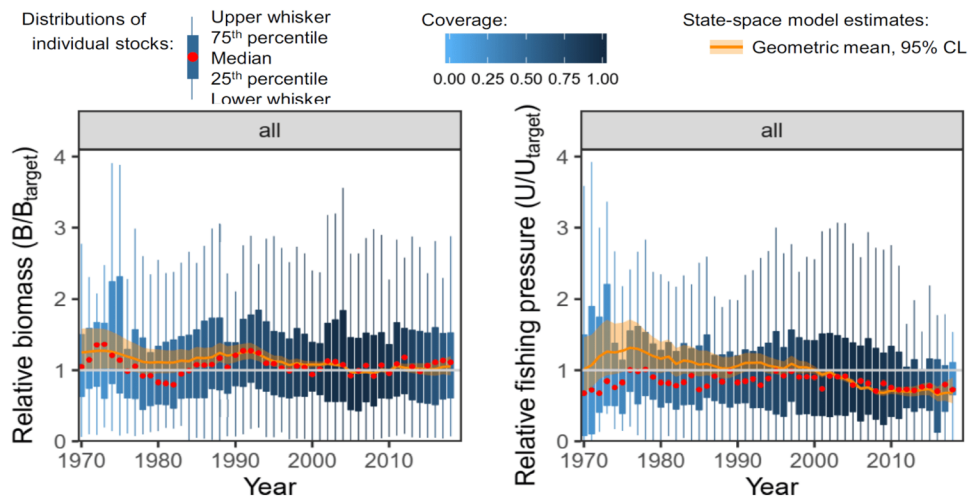 Distributions of
individual stocks:
Upper whisker
75th percentile
Median
25th percentile
Lower whisker
Coverage:
0.00 0.25 0.50 0.75 1.00
State-space model estimates:
Geometric mean, 95% CL
all
Relative biomass (B/Btarget)
4
3
2
1
0
1970 1980 1990 2000 2010
Year
all
Relative fishing pressure (U/Utarget)
4
3
2
1
0
1970 1980 1990 2000 2010
Year